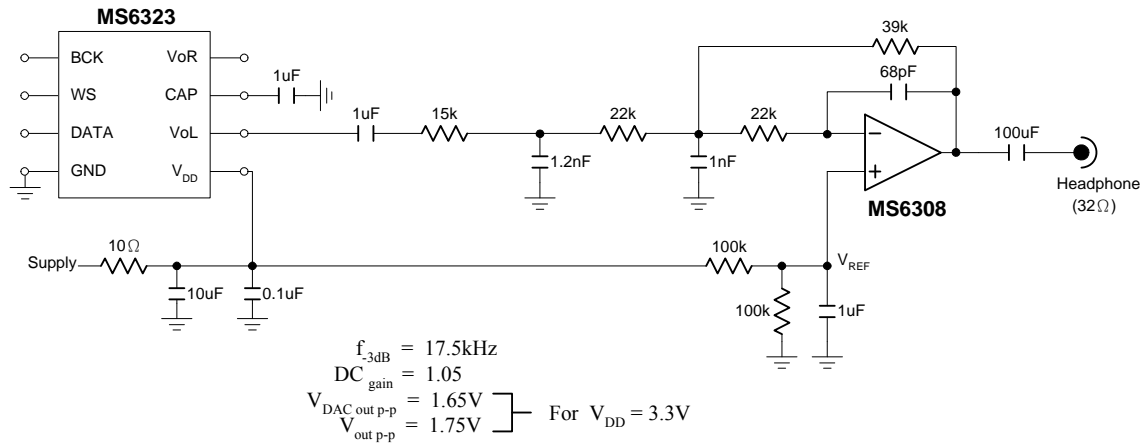 MS6323
BCK
WS
DATA
GND
VoR
CAP
VoL
VDD
1uF
1uF
15k
1.2nF
22k
1nF
22k
39k
68pF
MS6308
100uF
Headphone
(32Ω)
Supply
10Ω
10uF
0.1uF
100k
100k
VREF
1uF
f-3dB = 17.5kHz
DC gain = 1.05
VDAC out p-p = 1.65V
Vout p-p = 1.75V
For VDD = 3.3V